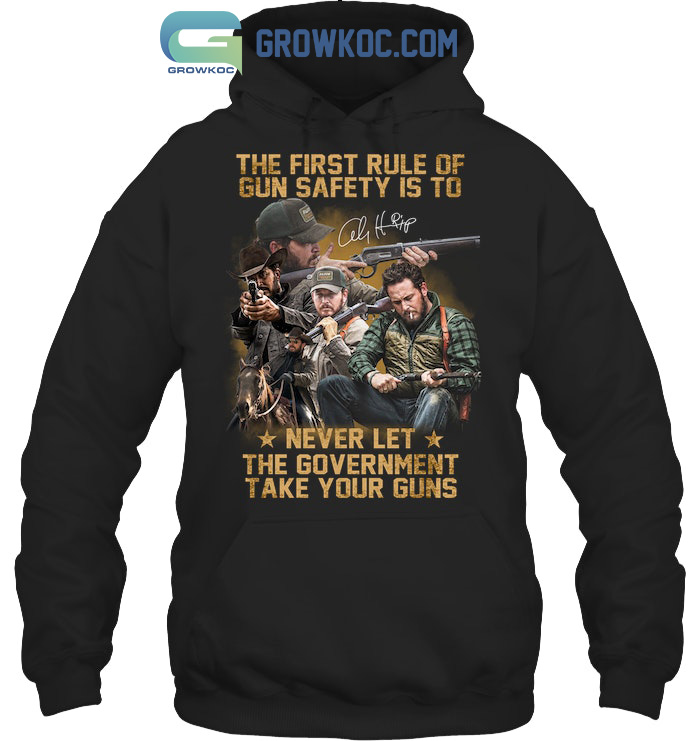 GROWKOC
GROWKOC.COM
THE FIRST RULE OF
GUN SAFETY IS TO
NEVER LET
THE GOVERNMENT
TAKE YOUR GUNS